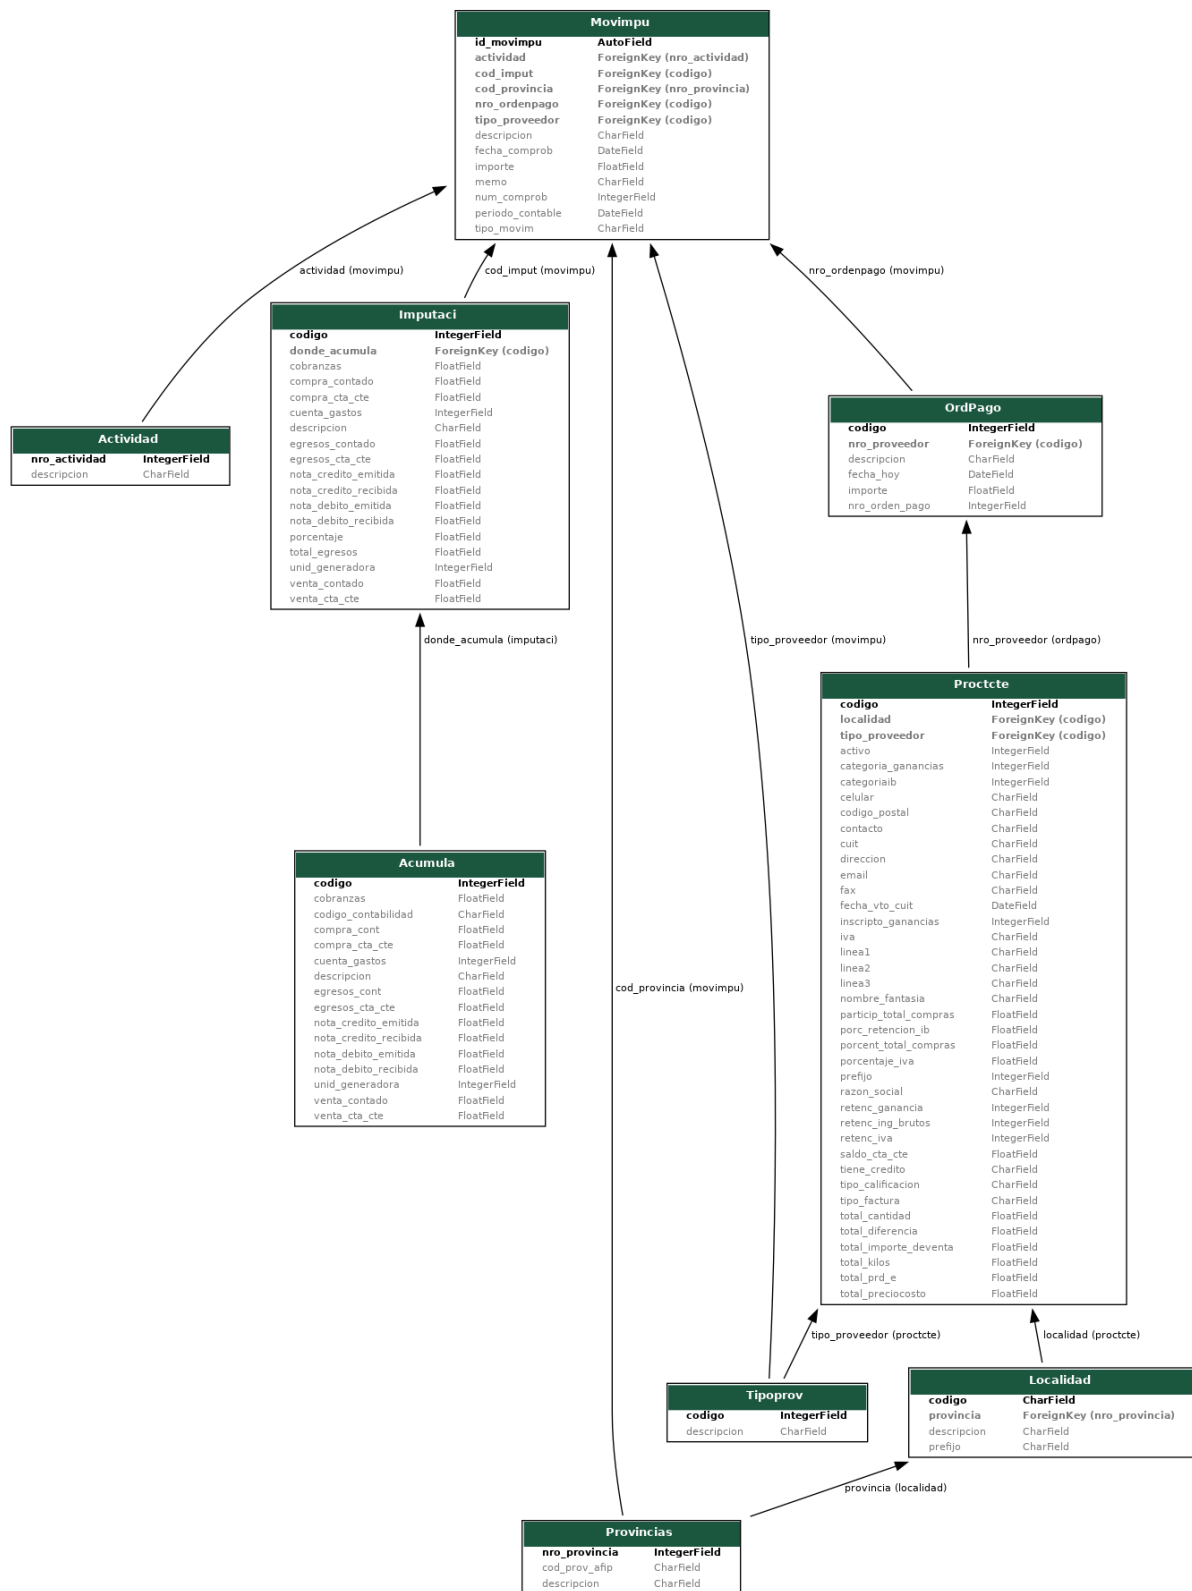 Movimpu
id_movimpu AutoField
actividad ForeignKey (nro_actividad)
cod_imput ForeignKey (codigo)
cod_provincia ForeignKey (nro_provincia)
nro_ordenpago ForeignKey (codigo)
tipo_proveedor ForeignKey (codigo)
descripcion CharField
fecha_comprob DateField
importe FloatField
memo CharField
num_comprob IntegerField
periodo_contable DateField
tipo_movim CharField
actividad (movimpu)
cod_imput (movimpu)
nro_ordenpago (movimpu)
Imputaci
codigo IntegerField
donde_acumula ForeignKey (codigo)
cobranzas FloatField
compra_contado FloatField
compra_cta_cte FloatField
cuenta_gastos IntegerField
descripcion CharField
egresos_contado FloatField
egresos_cta_cte FloatField
nota_credito_emitida FloatField
nota_credito_recibida FloatField
nota_debito_emitida FloatField
nota_debito_recibida FloatField
porcentaje FloatField
total_egresos FloatField
unid_generadora IntegerField
venta_contado FloatField
venta_cta_cte FloatField
OrdPago
codigo IntegerField
nro_proveedor ForeignKey (codigo)
descripcion CharField
fecha_hoy DateField
importe FloatField
nro_orden_pago IntegerField
Actividad
nro_actividad IntegerField
descripcion CharField
donde_acumula (imputaci)
tipo_proveedor (movimpu)
nro_proveedor (ordpago)
Proctcte
codigo IntegerField
localidad ForeignKey (codigo)
tipo_proveedor ForeignKey (codigo)
activo IntegerField
categoria_ganancias IntegerField
categoriaib IntegerField
celular CharField
codigo_postal CharField
contacto CharField
cuit CharField
direccion CharField
email CharField
fax CharField
fecha_vto_cuit DateField
inscripto_ganancias IntegerField
iva CharField
linea1 CharField
linea2 CharField
linea3 CharField
nombre_fantasia CharField
particip_total_compras FloatField
porc_retencion_ib FloatField
porcent_total_compras FloatField
porcentaje_iva FloatField
prefijo IntegerField
razon_social CharField
retenc_ganancia IntegerField
retenc_ing_brutos IntegerField
retenc_iva IntegerField
saldo_cta_cte FloatField
tiene_credito CharField
tipo_calificacion CharField
tipo_factura CharField
total_cantidad FloatField
total_diferencia FloatField
total_importe_deventa FloatField
total_kilos FloatField
total_prd_e FloatField
total_preciocosto FloatField
Acumula
codigo IntegerField
cobranzas FloatField
codigo_contabilidad CharField
compra_cont FloatField
compra_cta_cte FloatField
cuenta_gastos IntegerField
descripcion CharField
egresos_cont FloatField
egresos_cta_cte FloatField
nota_credito_emitida FloatField
nota_credito_recibida FloatField
nota_debito_emitida FloatField
nota_debito_recibida FloatField
unid_generadora IntegerField
venta_contado FloatField
venta_cta_cte FloatField
cod_provincia (movimpu)
tipo_proveedor (proctcte)
localidad (proctcte)
Tipoprov
codigo IntegerField
descripcion CharField
Localidad
codigo CharField
provincia ForeignKey (nro_provincia)
descripcion CharField
prefijo CharField
provincia (localidad)
Provincias
nro_provincia IntegerField
cod_prov_afip CharField
descripcion CharField